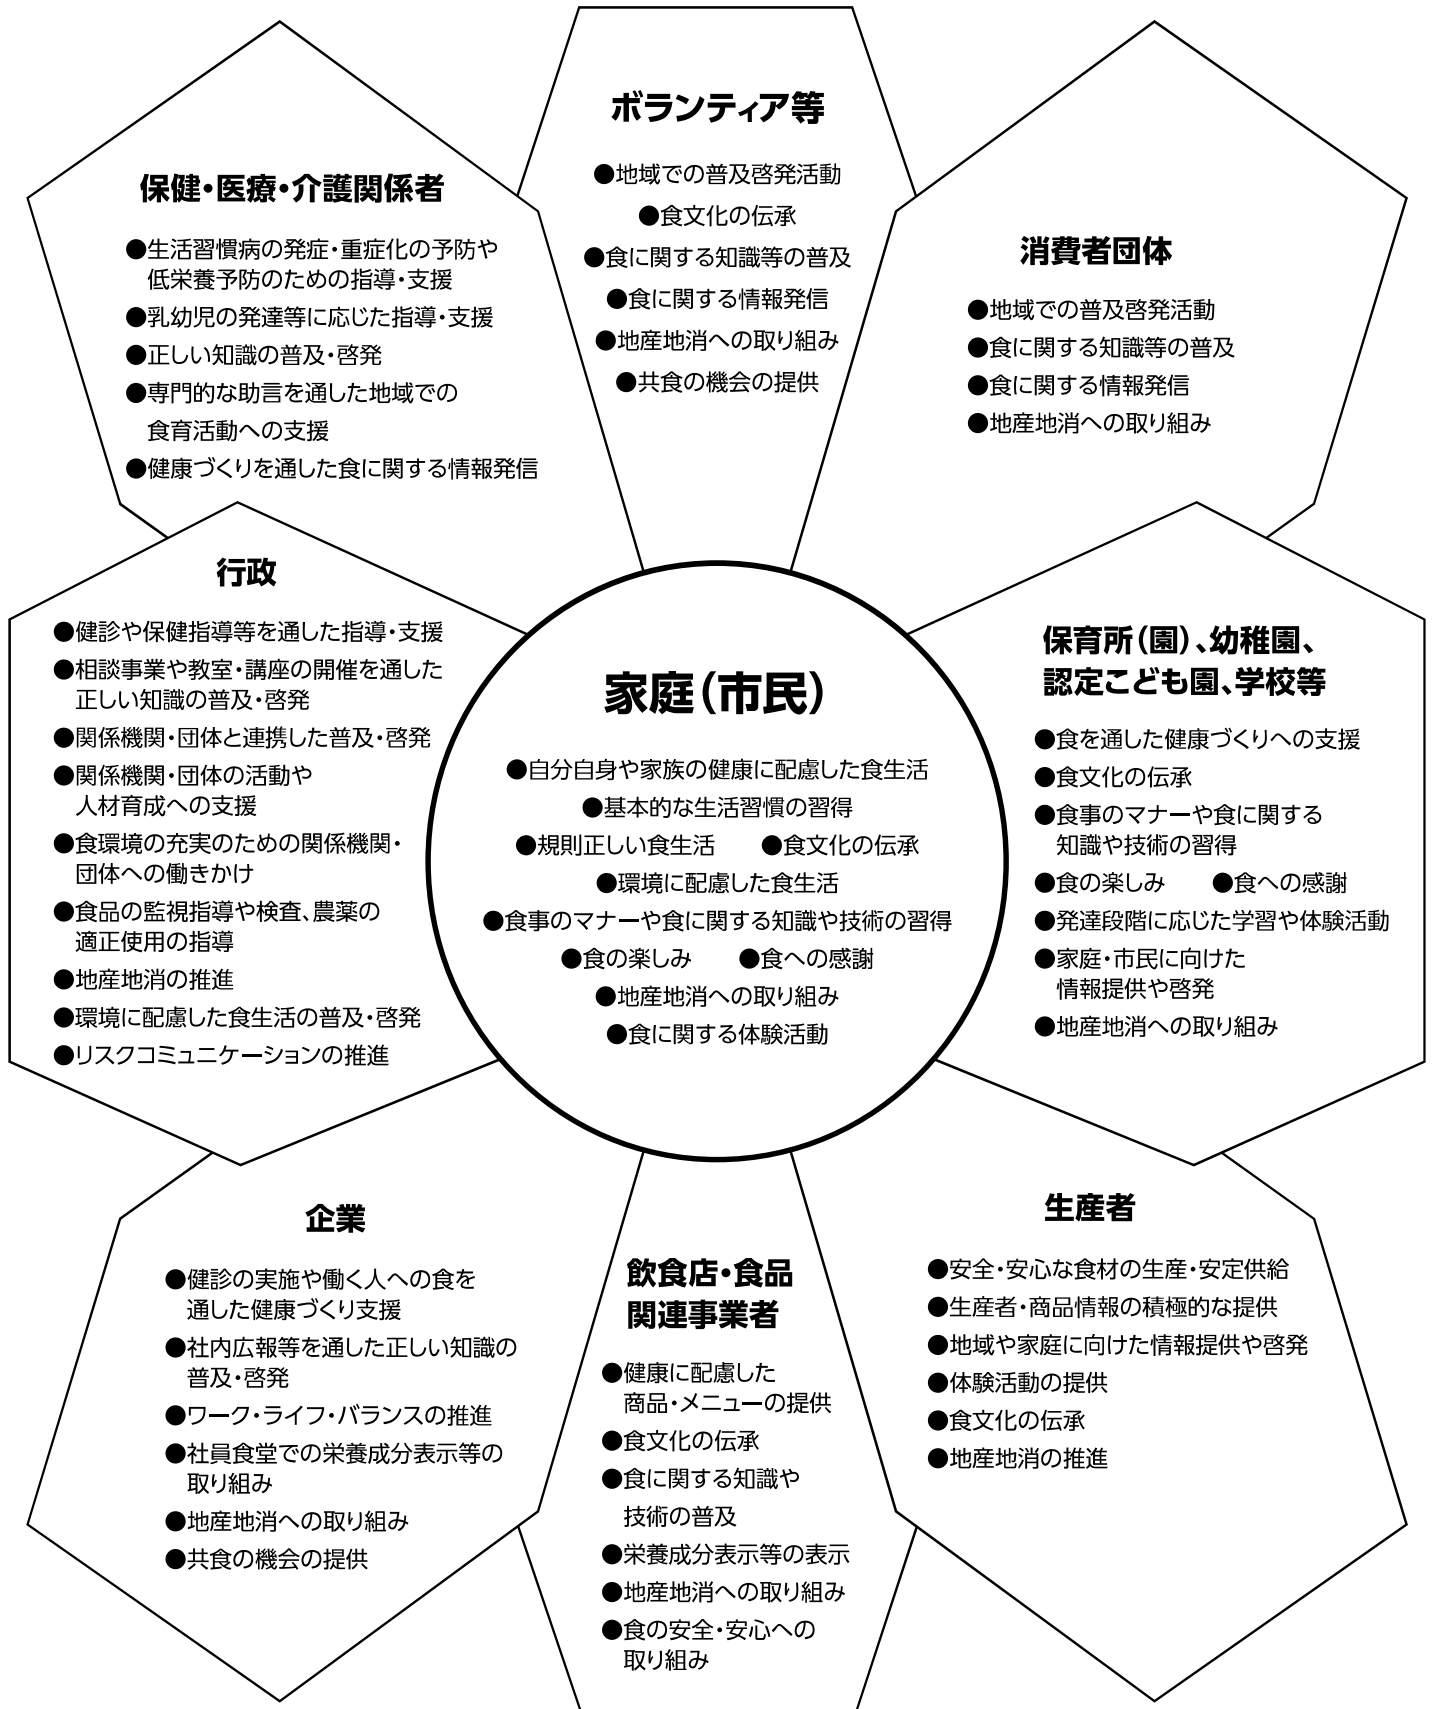 ボランティア等
●地域での普及啓発活動
●食文化の伝承
●食に関する知識等の普及
●食に関する情報発信
●地産地消への取り組み
●共食の機会の提供
保健・医療・介護関係者
●生活習慣病の発症・重症化の予防や
低栄養予防のための指導・支援
●乳幼児の発達等に応じた指導・支援
●正しい知識の普及・啓発
●専門的な助言を通した地域での
食育活動への支援
●健康づくりを通した食に関する情報発信
消費者団体
●地域での普及啓発活動
●食に関する知識等の普及
●食に関する情報発信
●地産地消への取り組み
行政
●健診や保健指導等を通した指導・支援
●相談事業や教室・講座の開催を通した
正しい知識の普及・啓発
●関係機関・団体と連携した普及・啓発
●関係機関・団体の活動や
人材育成への支援
●食環境の充実のための関係機関・
団体への働きかけ
●食品の監視指導や検査、農薬の
適正使用の指導
●地産地消の推進
●環境に配慮した食生活の普及・啓発
●リスクコミュニケーションの推進
家庭（市民）
●自分自身や家族の健康に配慮した食生活
●基本的な生活習慣の習得
●規則正しい食生活　●食文化の伝承
●環境に配慮した食生活
●食事のマナーや食に関する知識や技術の習得
●食の楽しみ　●食への感謝
●地産地消への取り組み
●食に関する体験活動
保育所（園）、幼稚園、
認定こども園、学校等
●食を通した健康づくりへの支援
●食文化の伝承
●食事のマナーや食に関する
知識や技術の習得
●食の楽しみ　●食への感謝
●発達段階に応じた学習や体験活動
●家庭・市民に向けた
情報提供や啓発
●地産地消への取り組み
企業
●健診の実施や働く人への食を
通した健康づくり支援
●社内広報等を通した正しい知識の
普及・啓発
●ワーク・ライフ・バランスの推進
●社員食堂での栄養成分表示等の
取り組み
●地産地消への取り組み
●共食の機会の提供
飲食店・食品
関連事業者
●健康に配慮した
商品・メニューの提供
●食文化の伝承
●食に関する知識や
技術の普及
●栄養成分表示等の表示
●地産地消への取り組み
●食の安全・安心への
取り組み
生産者
●安全・安心な食材の生産・安定供給
●生産者・商品情報の積極的な提供
●地域や家庭に向けた情報提供や啓発
●体験活動の提供
●食文化の伝承
●地産地消の推進